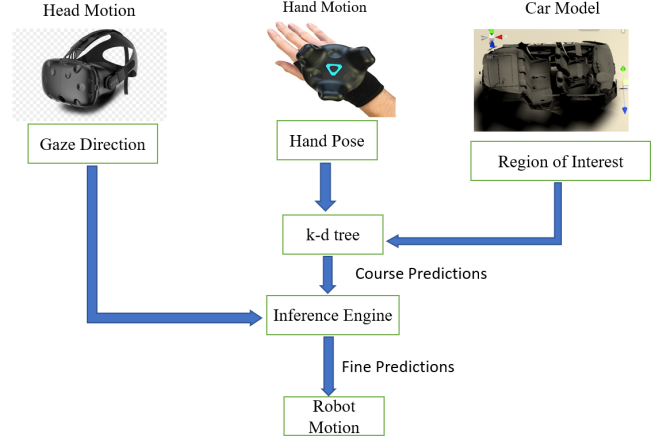 Head Motion
Hand Motion
Car Model
Gaze Direction
Hand Pose
Region of Interest
k-d tree
Course Predictions
Inference Engine
Fine Predictions
Robot
Motion